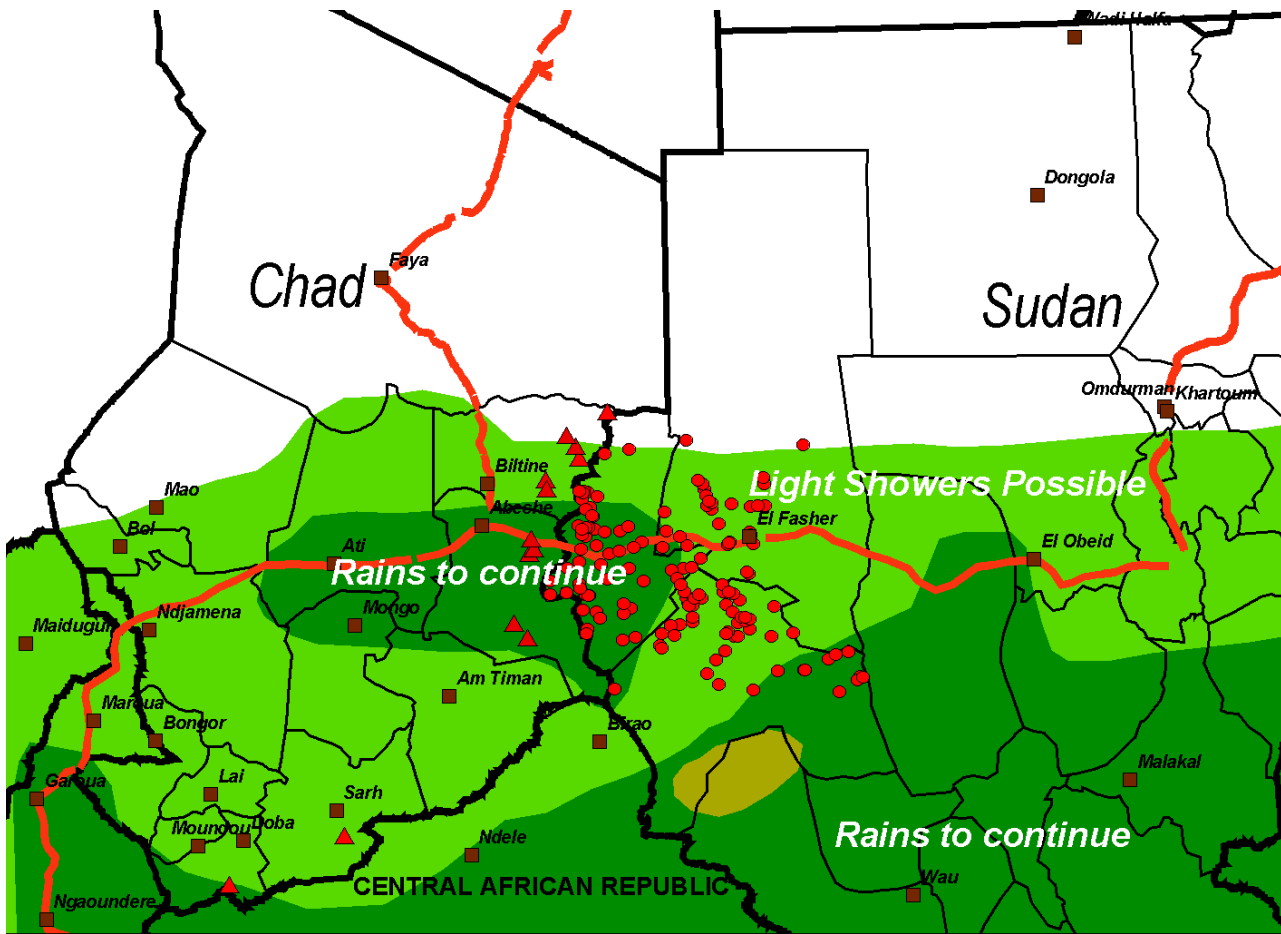 Wadi Halfa
Dongola
Faya
Chad
Sudan
Omdurman
Khartoum
Biltine
Light Showers Possible
Mao
Abeche
El Fasher
Bol
Ati
El Obeid
Rains to continue
Mongo
Ndjamena
Maiduguri
Am Timan
Maroua
Bongor
Birao
Lai
Garoua
Sarh
Malakal
Moundou
Doba
Ndele
Rains to continue
CENTRAL AFRICAN REPUBLIC
Wau
Ngaoundere